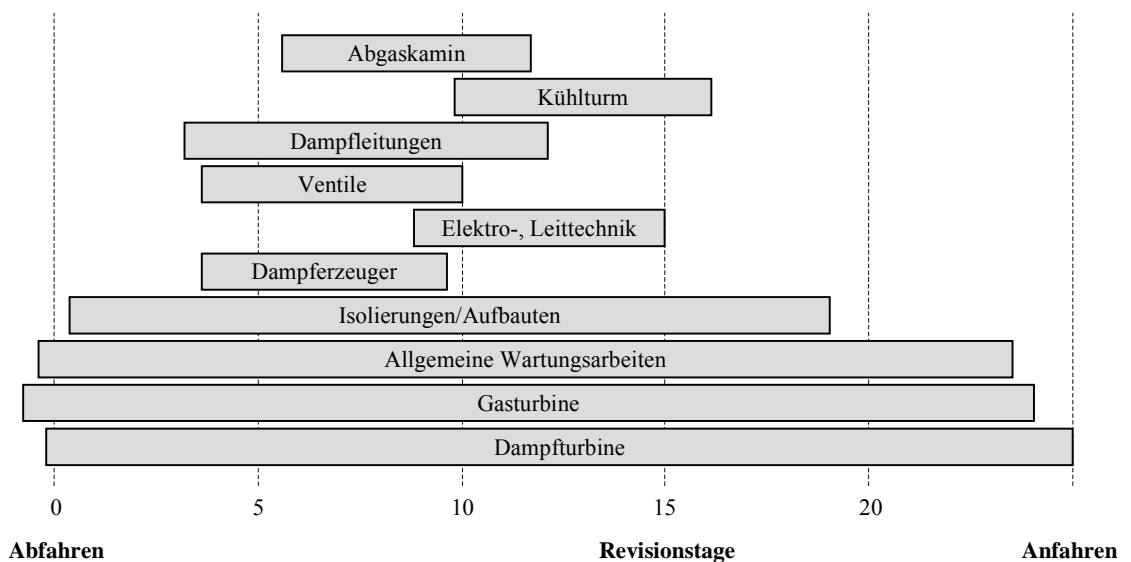 Abgaskamin
Kühlturm
Dampfleitungen
Ventile
Elektro-, Leittechnik
Dampferzeuger
Isolierungen/Aufbauten
Allgemeine Wartungsarbeiten
Gasturbine
Dampfturbine
0 5 10 15 20
Abfahren Revisionstage Anfahren